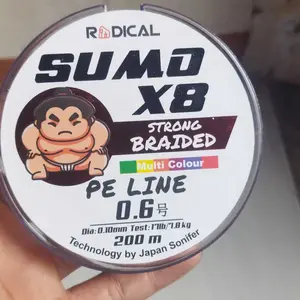 RADICAL
SUMO
X8
STRONG
BRAIDED
Multi Colour
PE LINE
0.6号
Dia:0.10mm Test:17lb/7.8kg
200 m
Technology by Japan Sonifer